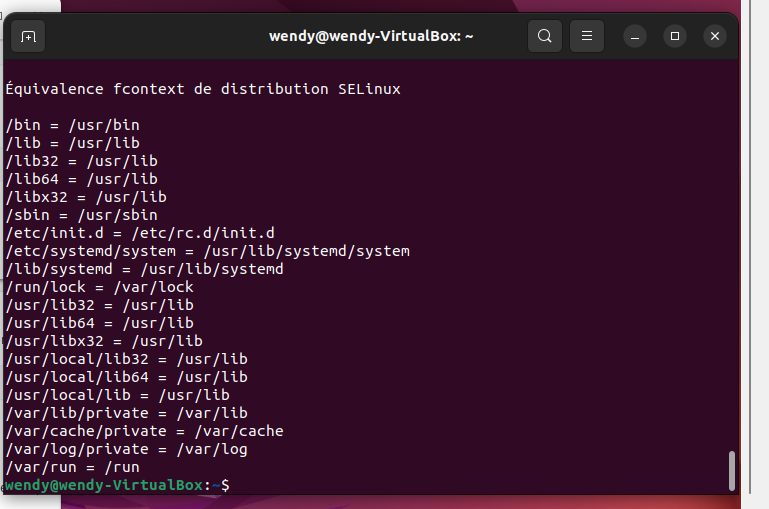 wendy@wendy-VirtualBox: ~
Équivalence fcontext de distribution SELinux
/bin = /usr/bin
/lib = /usr/lib
/lib32 = /usr/lib
/lib64 = /usr/lib
/libx32 = /usr/lib
/sbin = /usr/sbin
/etc/init.d = /etc/rc.d/init.d
/etc/systemd/system = /usr/lib/systemd/system
/lib/systemd = /usr/lib/systemd
/run/lock = /var/lock
/usr/lib32 = /usr/lib
/usr/lib64 = /usr/lib
/usr/libx32 = /usr/lib
/usr/local/lib32 = /usr/lib
/usr/local/lib64 = /usr/lib
/usr/local/lib = /usr/lib
/var/lib/private = /var/lib
/var/cache/private = /var/cache
/var/log/private = /var/log
/var/run = /run
wendy@wendy-VirtualBox:~$